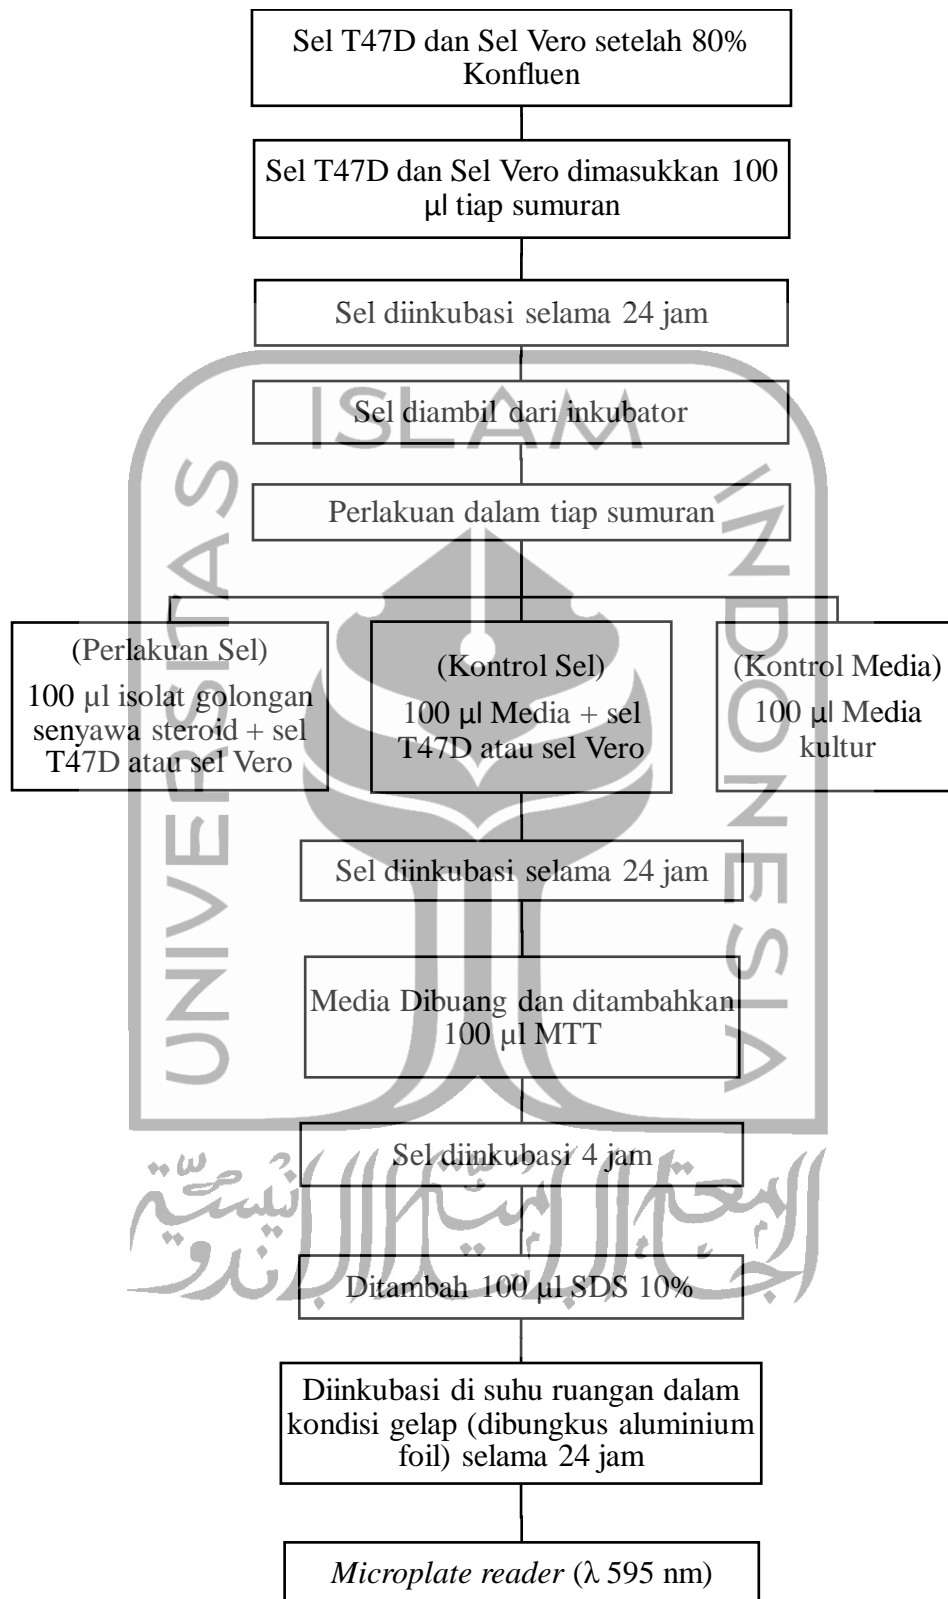 Sel T47D dan Sel Vero setelah 80%
Konfluen
Sel T47D dan Sel Vero dimasukkan 100
µl tiap sumuran
Sel diinkubasi selama 24 jam
ISLAM
Sel diambil dari inkubator
UNIVERSITAS
INDONESIA
Perlakuan dalam tiap sumuran
(Perlakuan Sel)
100 µl isolat golongan
senyawa steroid + sel
T47D atau sel Vero
(Kontrol Sel)
100 µl Media + sel
T47D atau sel Vero
(Kontrol Media)
100 µl Media
kultur
Sel diinkubasi selama 24 jam
Media Dibuang dan ditambahkan
100 µl MTT
Sel diinkubasi 4 jam
Ditambah 100 µl SDS 10%
Diinkubasi di suhu ruangan dalam
kondisi gelap (dibungkus aluminium
foil) selama 24 jam
Microplate reader (λ 595 nm)